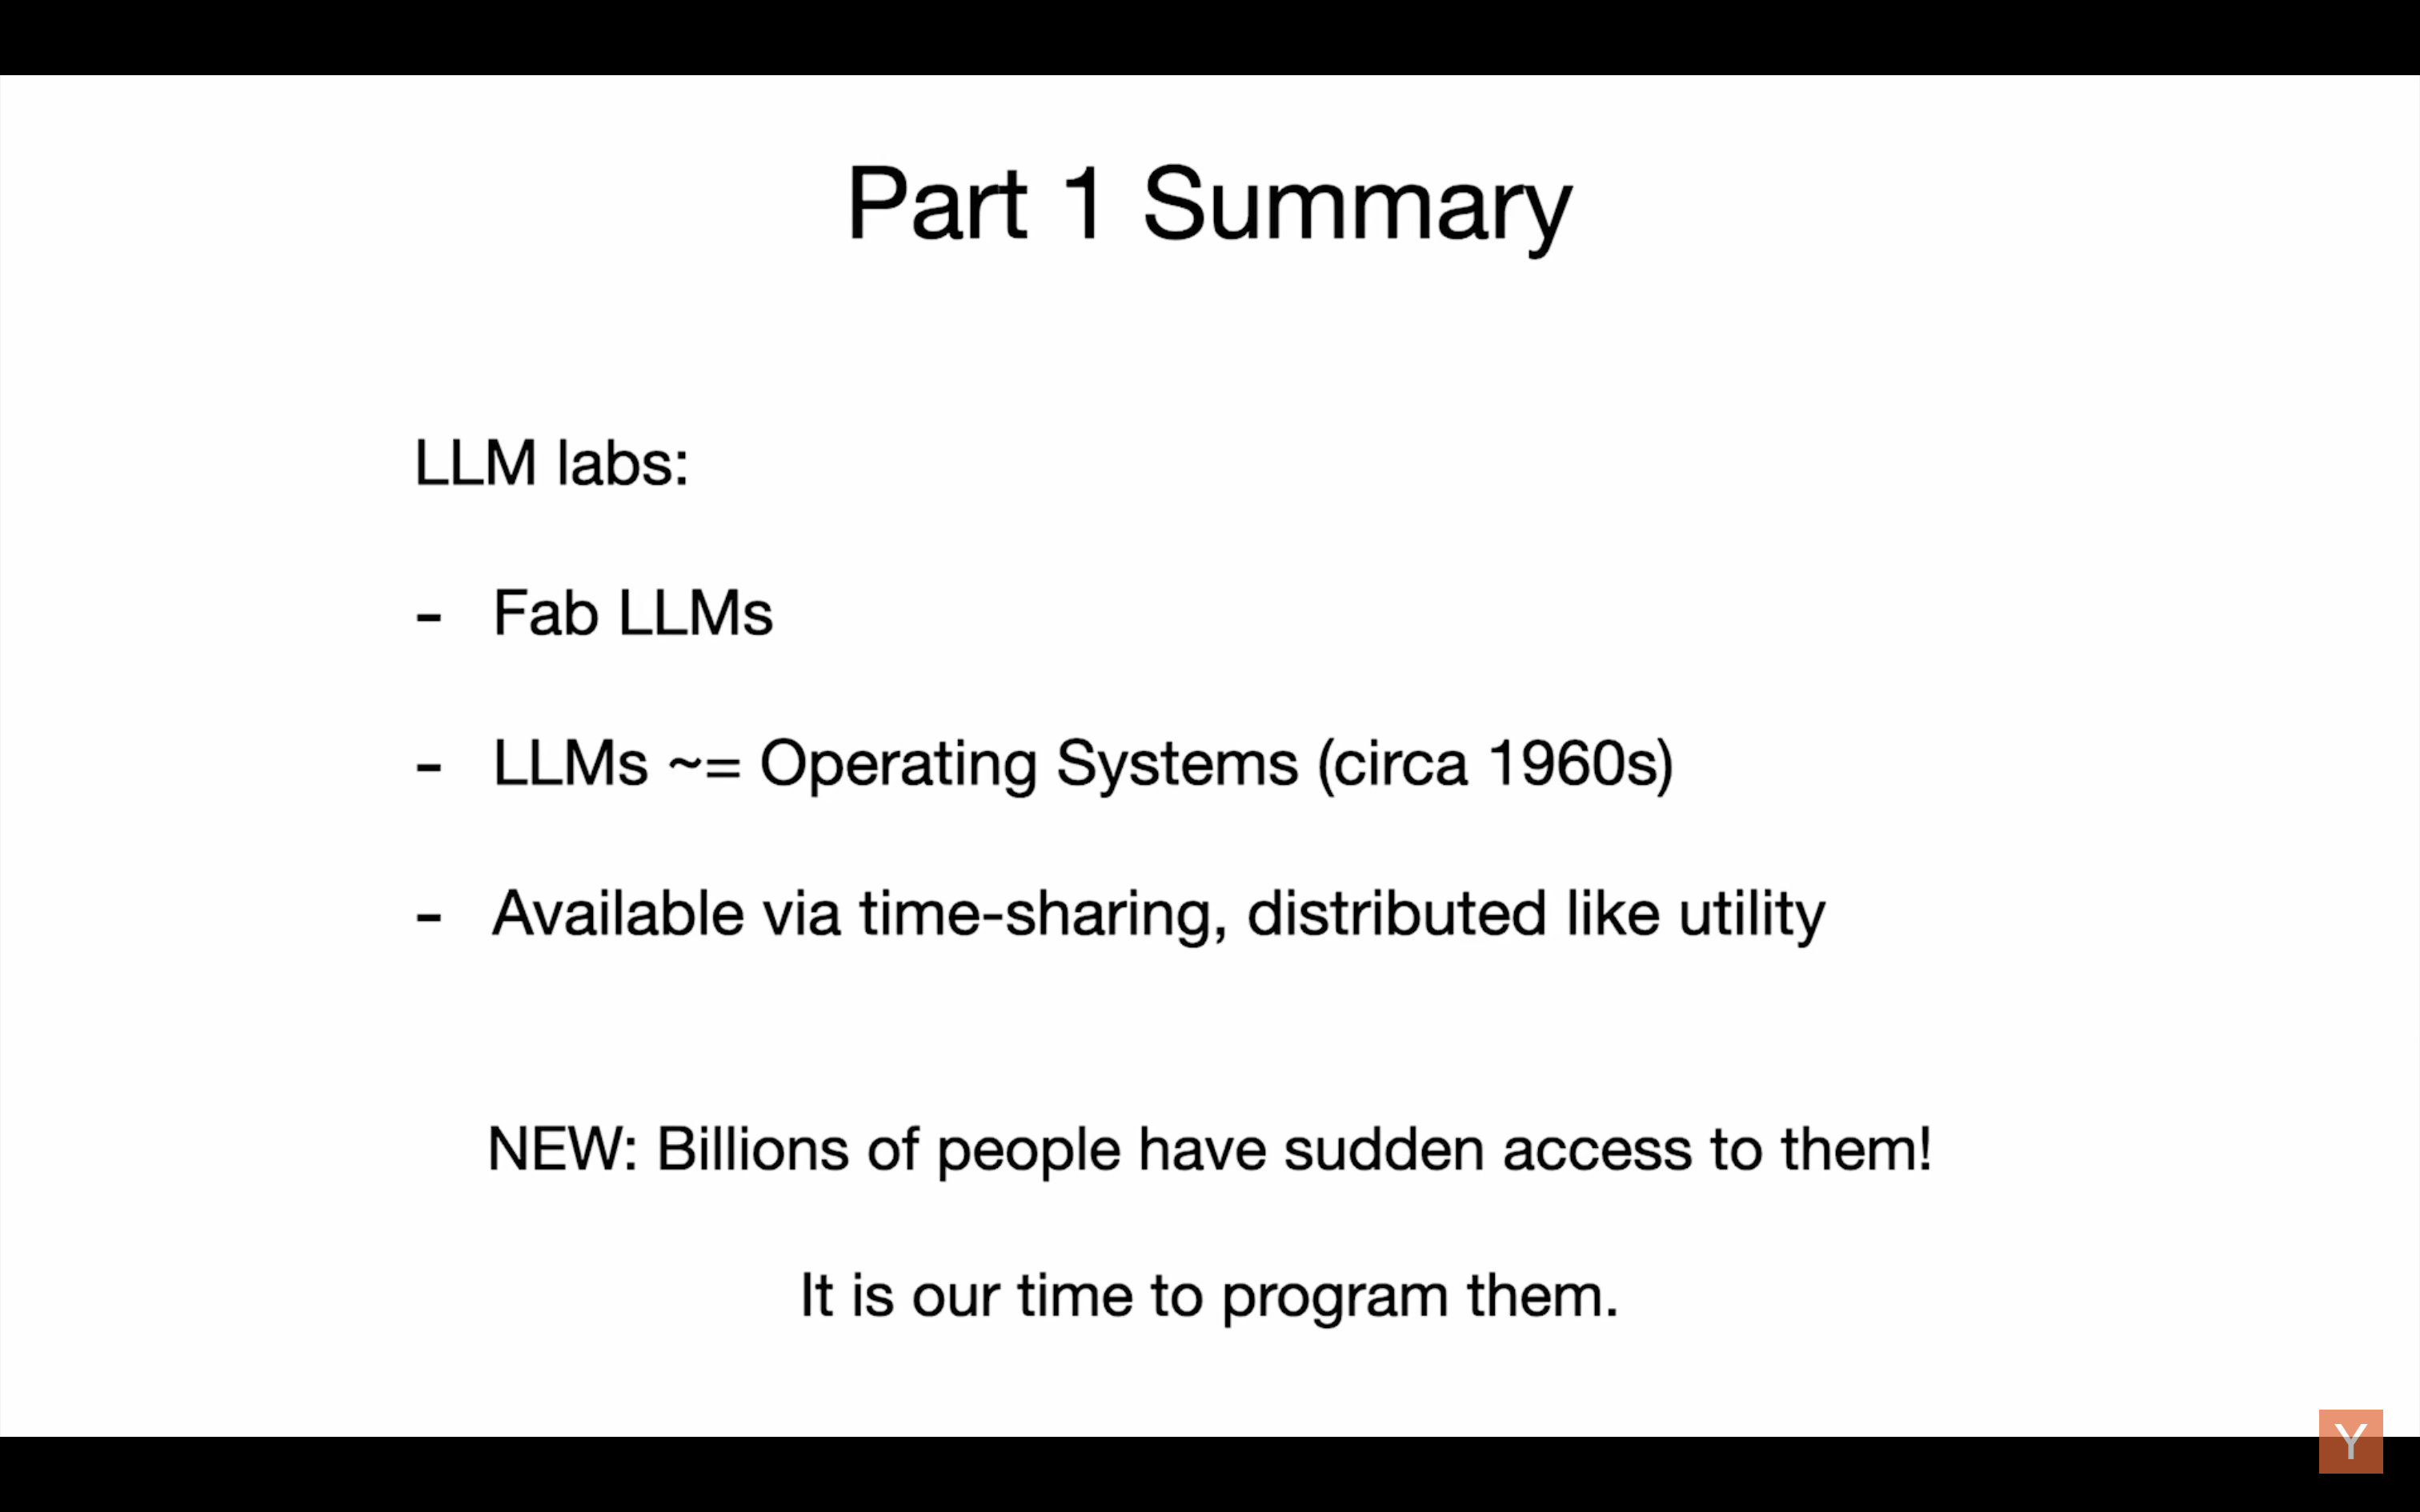 Part 1 Summary
LLM labs:
- Fab LLMs
- LLMs ~= Operating Systems (circa 1960s)
- Available via time-sharing, distributed like utility
NEW: Billions of people have sudden access to them!
It is our time to program them.
Y